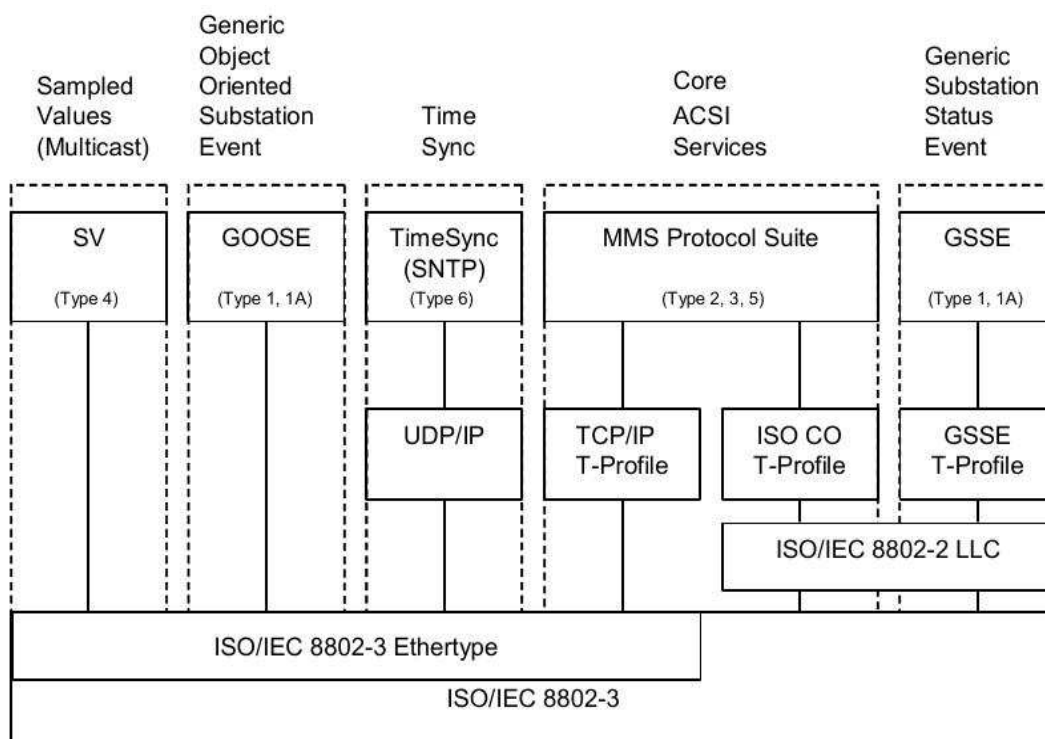 Sampled
Values
(Multicast)
Generic
Object
Oriented
Substation
Event
Time
Sync
Core
ACSI
Services
Generic
Substation
Status
Event
SV
(Type 4)
GOOSE
(Type 1, 1A)
TimeSync
(SNTP)
(Type 6)
MMS Protocol Suite
(Type 2, 3, 5)
GSSE
(Type 1, 1A)
UDP/IP
TCP/IP
T-Profile
ISO CO
T-Profile
GSSE
T-Profile
ISO/IEC 8802-2 LLC
ISO/IEC 8802-3 Ethertype
ISO/IEC 8802-3